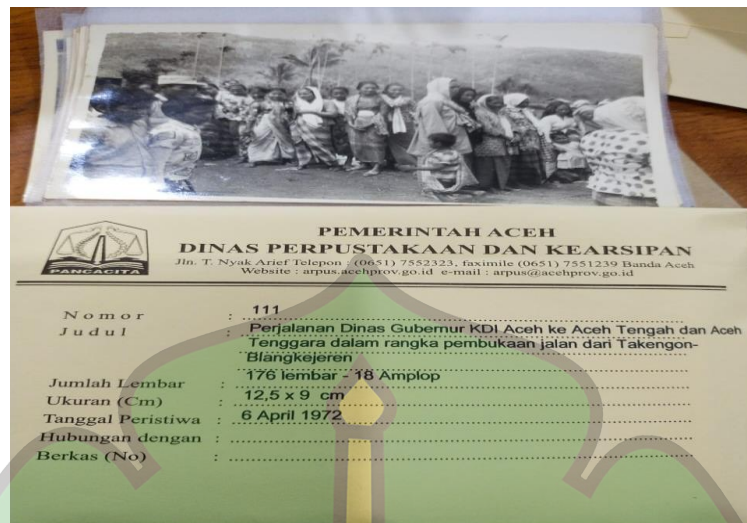 PEMERINTAH ACEH
DINAS PERPUSTAKAAN DAN KEARSIPAN
Jln. T. Nyak Arief Telepon : (0651) 7552323, faximile (0651) 7551239 Banda Aceh
Website : arpus.acehprov.go.id e-mail : arpus@acehprov.go.id
PANCACITA
Nomor : 111
Judul : Perjalanan Dinas Gubernur KDI Aceh ke Aceh Tengah dan Aceh
Tenggara dalam rangka pembukaan jalan dari Takengon-
Blangkejeren
Jumlah Lembar : 176 lembar - 18 Amplop
Ukuran (Cm) : 12,5 x 9 cm
Tanggal Peristiwa : 6 April 1972
Hubungan dengan :
Berkas (No) :